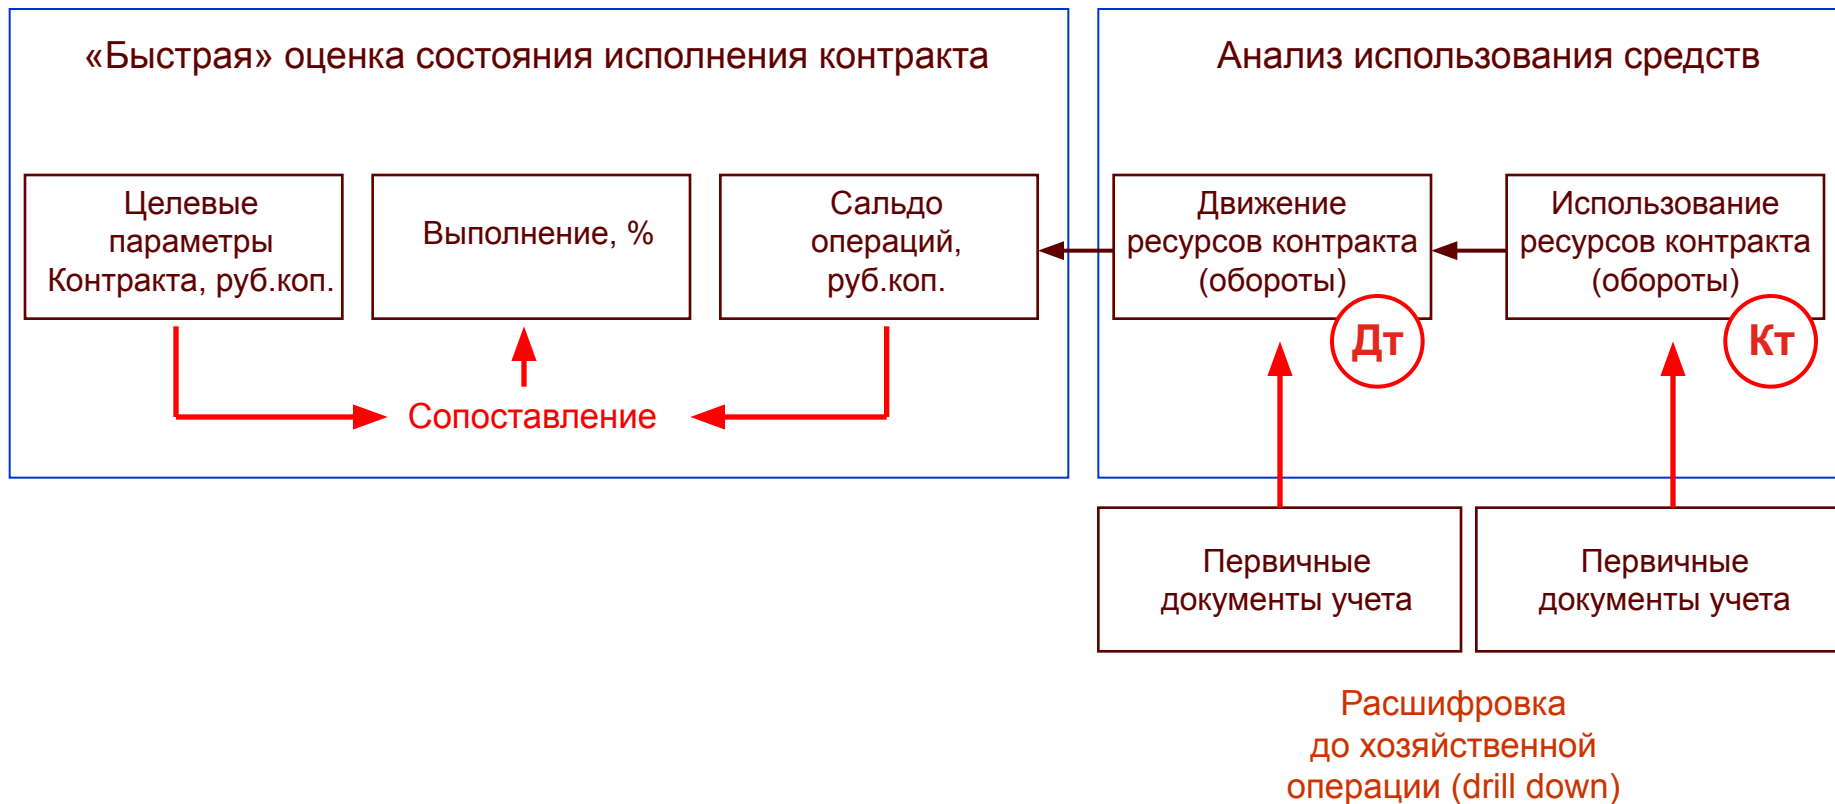 «Быстрая» оценка состояния исполнения контракта
Целевые
параметры
Контракта, руб.коп.
Выполнение, %
Сальдо
операций,
руб.коп.
Сопоставление
Анализ использования средств
Движение
ресурсов контракта
(обороты)
Дт
Использование
ресурсов контракта
(обороты)
Кт
Первичные
документы учета
Первичные
документы учета
Расшифровка
до хозяйственной
операции (drill down)